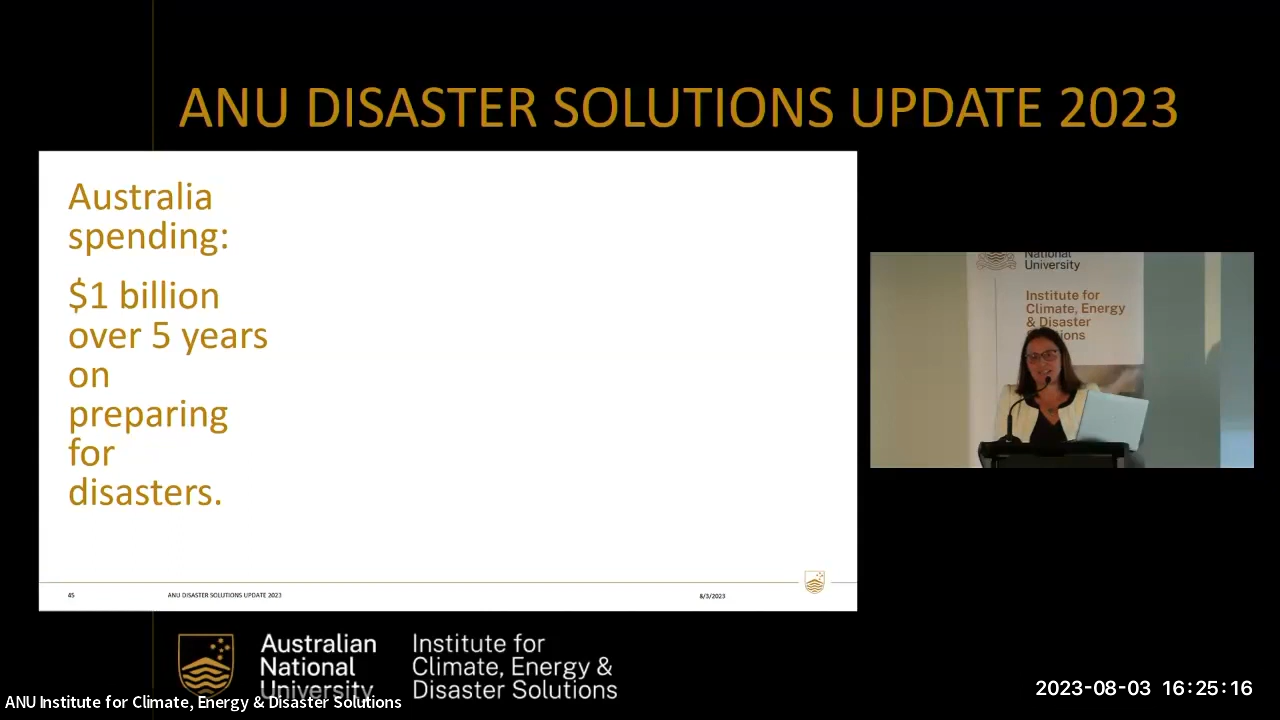 ANU DISASTER SOLUTIONS UPDATE 2023
Australia
spending:
$1 billion
over 5 years
on
preparing
for
disasters.
45
ANU DISASTER SOLUTIONS UPDATE 2023
8/3/2023
National
University
Institute for
Climate, Energy
& Disaster
Australian
National
University
Institute for
Climate, Energy &
Disaster Solutions
ANU Institute for Climate, Energy & Disaster Solutions
2023-08-03 16:25:16